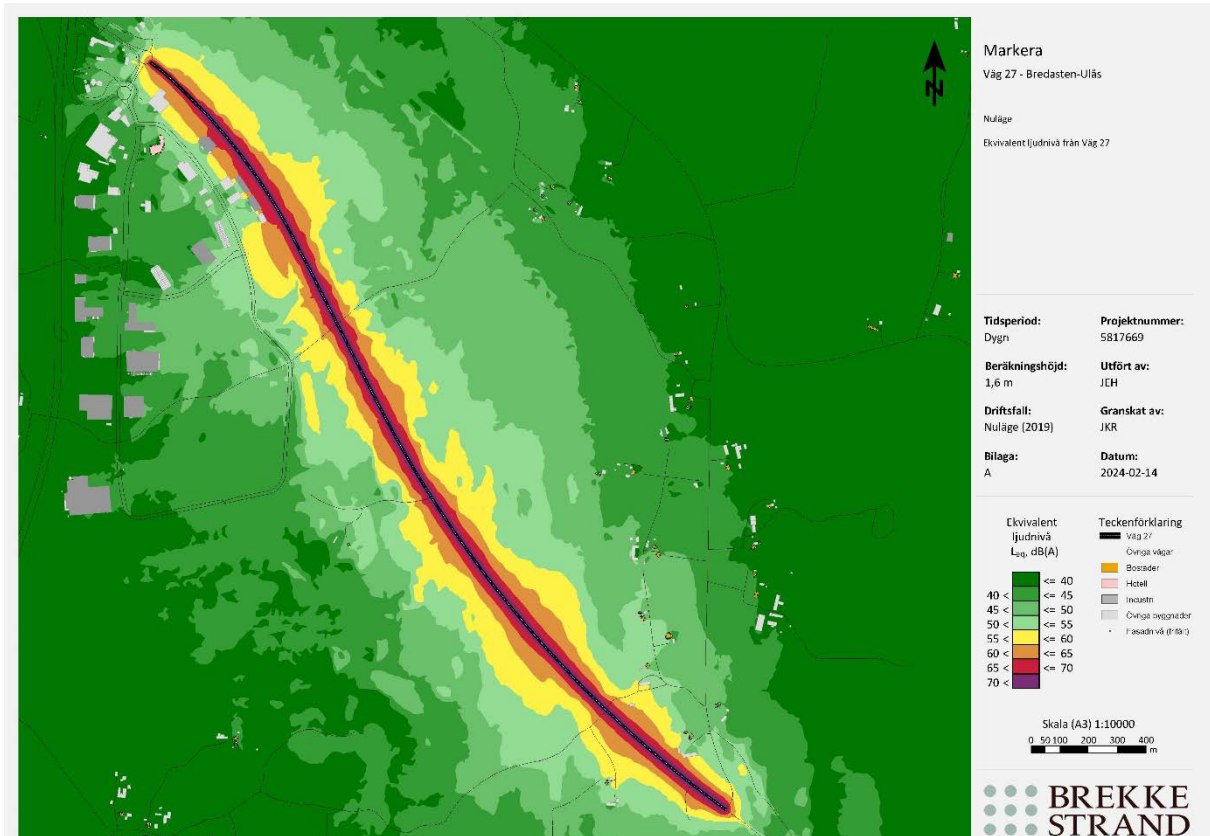 Markera
Väg 27 - Bredasten-Ulås
Nuläge
Ekvivalent ljudnivå från Väg 27
N
Tidsperiod: Projektnummer:
Dygn 5817669
Beräkningshöjd: Utfört av:
1,6 m JEH
Driftsfall: Granskat av:
Nuläge (2019) JKR
Bilaga: Datum:
A 2024-02-14
Ekvivalent
ljudnivå
Leq, dB(A)
<= 40
40 < <= 45
45 < <= 50
50 < <= 55
55 < <= 60
60 < <= 65
65 < <= 70
70 <
Teckenförklaring
Väg 27
Övriga vägar
Bostäder
Hotell
Industri
Övriga byggnader
Fasadnivå (frifält)
Skala (A3) 1:10000
0 50 100 200 300 400
m
BREKKE
STRAND